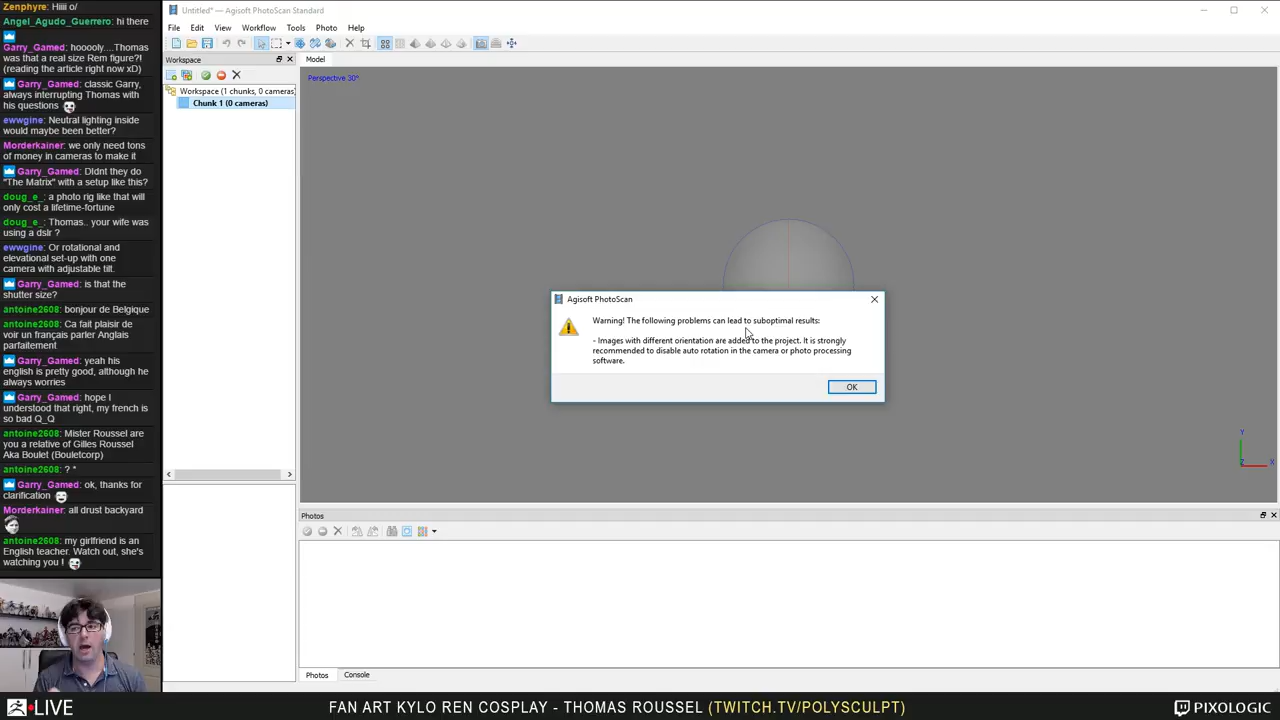 Zenphyre: Hiiii o/
Angel_Agudo_Guerrero: hi there
Garry_Gamed: hooooly....Thomas
was that a real size Rem figure?!
(reading the article right now xD)
Garry_Gamed: classic Garry,
always interrupting Thomas with
his questions
ewwgine: Neutral lighting inside
would maybe been better?
Morderkainer: we only need tons
of money in cameras to make it
Garry_Gamed: DIdnt they do
"The Matrix" with a setup like this?
doug_e_: a photo rig like that will
only cost a lifetime-fortune
doug_e_: Thomas.. your wife was
using a dslr ?
ewwgine: Or rotational and
elevational set-up with one
camera with adjustable tilt.
Garry_Gamed: is that the
shutter size?
antoine2608: bonjour de Belgique
antoine2608: Ca fait plaisir de
voir un français parler Anglais
parfaitement
Garry_Gamed: yeah his
english is pretty good, although he
always worries
Garry_Gamed: hope I
understood that right, my french is
so bad Q_Q
antoine2608: Mister Roussel are
you a relative of Gilles Roussel
Aka Boulet (Bouletcorp)
antoine2608: ? *
Garry_Gamed: ok, thanks for
clarification
Morderkainer: all drust backyard
antoine2608: my girlfriend is an
English teacher. Watch out, she's
watching you !
Untitled* — Agisoft PhotoScan Standard
File Edit View Workflow Tools Photo Help
Workspace
Workspace (1 chunks, 0 cameras)
Chunk 1 (0 cameras)
Model
Perspective 30°
Agisoft PhotoScan
Warning! The following problems can lead to suboptimal results:
- Images with different orientation are added to the project. It is strongly
recommended to disable auto rotation in the camera or photo processing
software.
OK
Y
Z X
Photos
Photos Console
LIVE
FAN ART KYLO REN COSPLAY - THOMAS ROUSSEL (TWITCH.TV/POLYSCULPT)
PIXOLOGIC